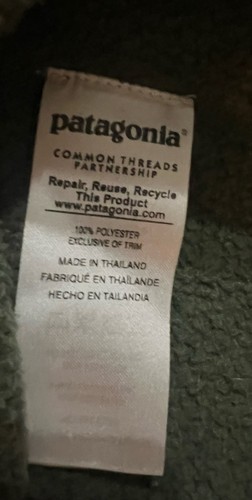 patagonia®
COMMON THREADS
PARTNERSHIP
Repair, Reuse, Recycle
This Product
www.patagonia.com
100% POLYESTER
EXCLUSIVE OF TRIM
MADE IN THAILAND
FABRIQUÉ EN THAÏLANDE
HECHO EN TAILANDIA